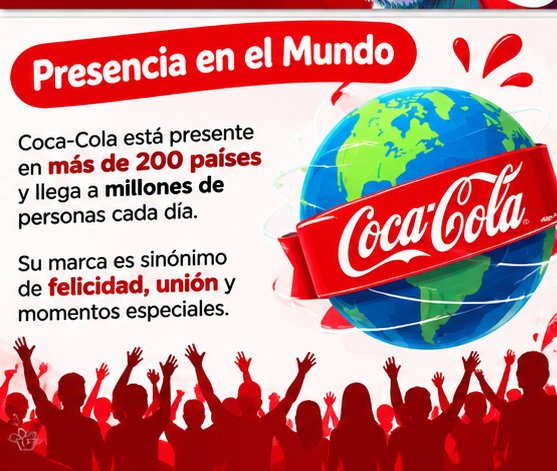 Presencia en el Mundo
Coca-Cola está presente
en más de 200 países
y llega a millones de
personas cada día.
Su marca es sinónimo
de felicidad, unión y
momentos especiales.
Coca-Cola